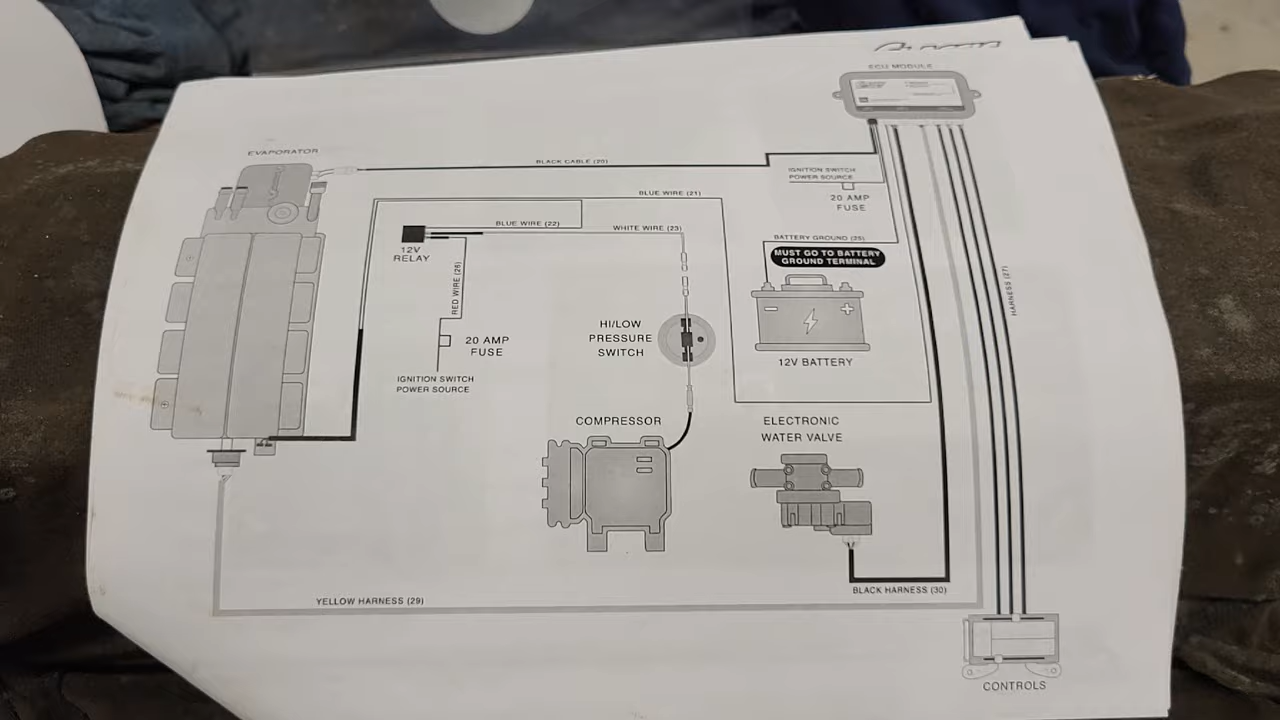 ECU MODULE
EVAPORATOR
BLACK CABLE (20)
IGNITION SWITCH
POWER SOURCE
20 AMP
FUSE
BLUE WIRE (21)
BLUE WIRE (22)
WHITE WIRE (23)
12V
RELAY
BATTERY GROUND (25)
MUST GO TO BATTERY
GROUND TERMINAL
RED WIRE (26)
HARNESS (27)
20 AMP
FUSE
HI/LOW
PRESSURE
SWITCH
12V BATTERY
IGNITION SWITCH
POWER SOURCE
COMPRESSOR
ELECTRONIC
WATER VALVE
BLACK HARNESS (30)
YELLOW HARNESS (29)
CONTROLS